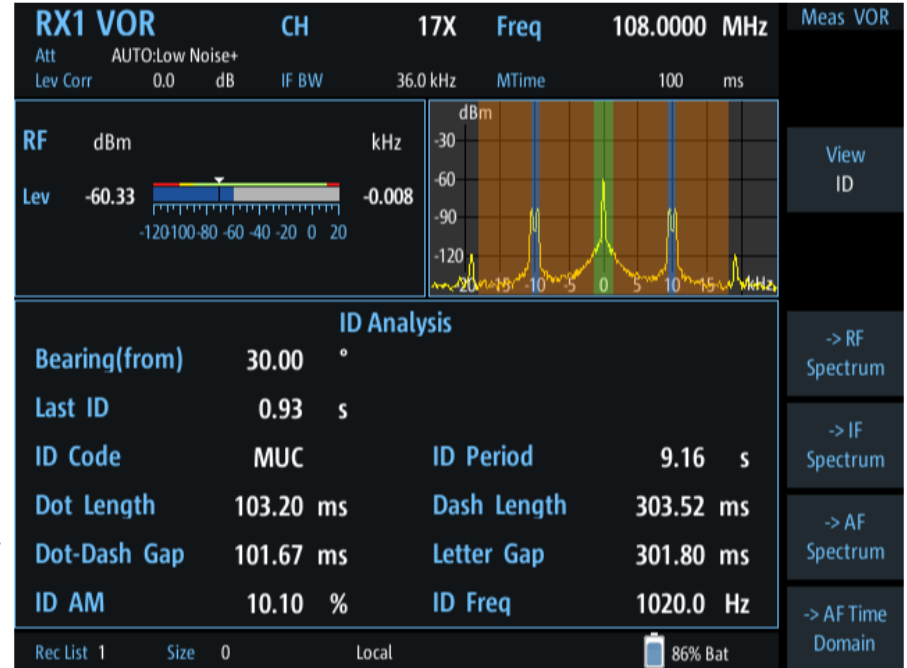 RX1 VOR CH 17X Freq 108.0000 MHz
Att AUTO:Low Noise+
Lev Corr 0.0 dB IF BW 36.0 kHz MTime 100 ms
Meas VOR
RF dBm kHz
Lev -60.33 -0.008
-120 -100 -80 -60 -40 -20 0 20
dBm
-30
-60
-90
-120
-20 -15 -10 -5 0 5 10 15 kHz
View
ID
ID Analysis
Bearing(from) 30.00 °
Last ID 0.93 s
ID Code MUC ID Period 9.16 s
Dot Length 103.20 ms Dash Length 303.52 ms
Dot-Dash Gap 101.67 ms Letter Gap 301.80 ms
ID AM 10.10 % ID Freq 1020.0 Hz
-> RF
Spectrum
-> IF
Spectrum
-> AF
Spectrum
-> AF Time
Domain
Rec List 1 Size 0 Local 86% Bat